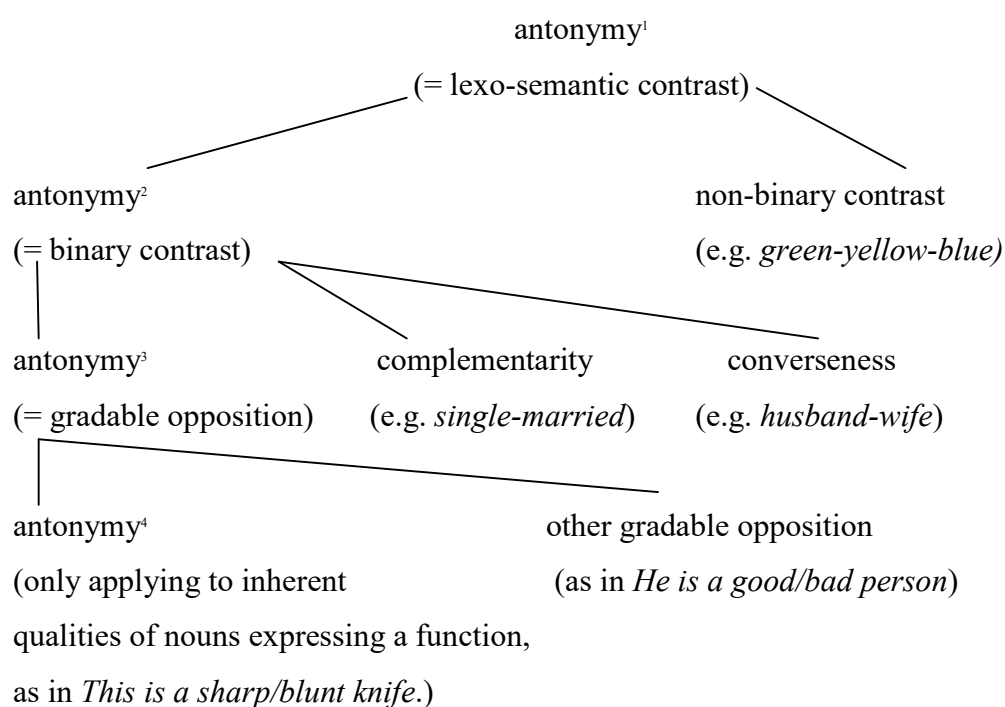 antonymy¹
(= lexo-semantic contrast)
antonymy² non-binary contrast
(= binary contrast) (e.g. green-yellow-blue)
antonymy³ complementarity converseness
(= gradable opposition) (e.g. single-married) (e.g. husband-wife)
antonymy⁴ other gradable opposition
(only applying to inherent (as in He is a good/bad person)
qualities of nouns expressing a function,
as in This is a sharp/blunt knife.)